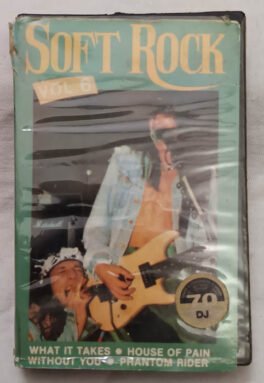 SOFT ROCK
VOL 6
70
DJ
WHAT IT TAKES ● HOUSE OF PAIN
WITHOUT YOU ● PHANTOM RIDER